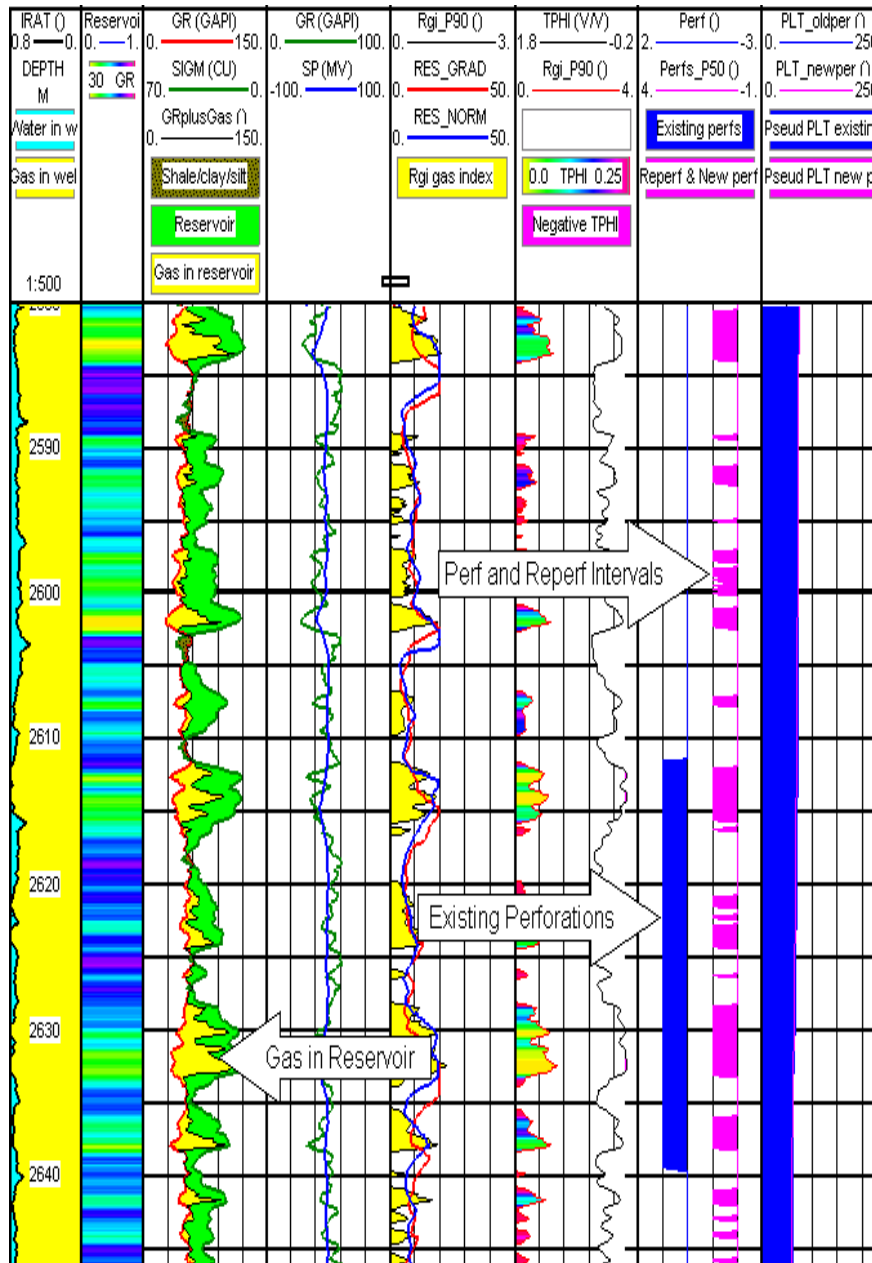 IRAT ()
0.8 0.
DEPTH
M
Water in w
Gas in wel
1:500
Reservoi
0. 1.
30 GR
GR (GAPI)
0. 150.
SIGM (CU)
70. 0.
GRplusGas ()
0. 150.
Shale/clay/silt
Reservoir
Gas in reservoir
GR (GAPI)
0. 100.
SP (MV)
-100. 100.
Rgi_P90 ()
0. 3.
RES_GRAD
0. 50.
RES_NORM
0. 50.
Rgi gas index
TPHI (V/V)
1.8 -0.2
Rgi_P90 ()
0. 4.
0.0 TPHI 0.25
Negative TPHI
Perf ()
2. -3.
Perfs_P50 ()
4. -1.
Existing perfs
Reperf & New perf
PLT_oldper ()
0. 250
PLT_newper ()
0. 250
Pseud PLT existin
Pseud PLT new p
2590
Perf and Reperf Intervals
2600
2610
2620
Existing Perforations
2630
Gas in Reservoir
2640